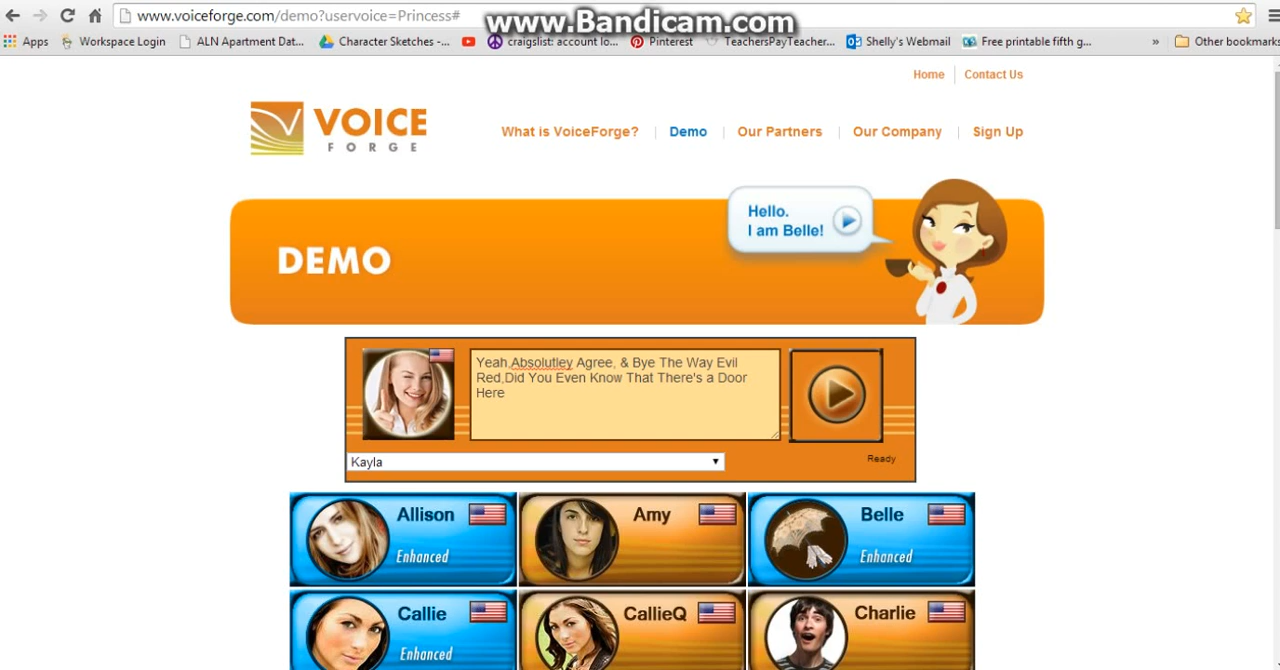 www.voiceforge.com/demo?uservoice=Princess#
www.Bandicam.com
Apps Workspace Login ALN Apartment Dat... Character Sketches -... craigslist: account lo... Pinterest TeachersPayTeacher... Shelly's Webmail Free printable fifth g... » Other bookmarks
Home Contact Us
VOICE
FORGE
What is VoiceForge? Demo Our Partners Our Company Sign Up
Hello.
I am Belle!
DEMO
Yeah,Absolutley Agree, & Bye The Way Evil
Red,Did You Even Know That There's a Door
Here
Kayla
Ready
Allison
Enhanced
Amy
Belle
Enhanced
Callie
Enhanced
CallieQ
Charlie